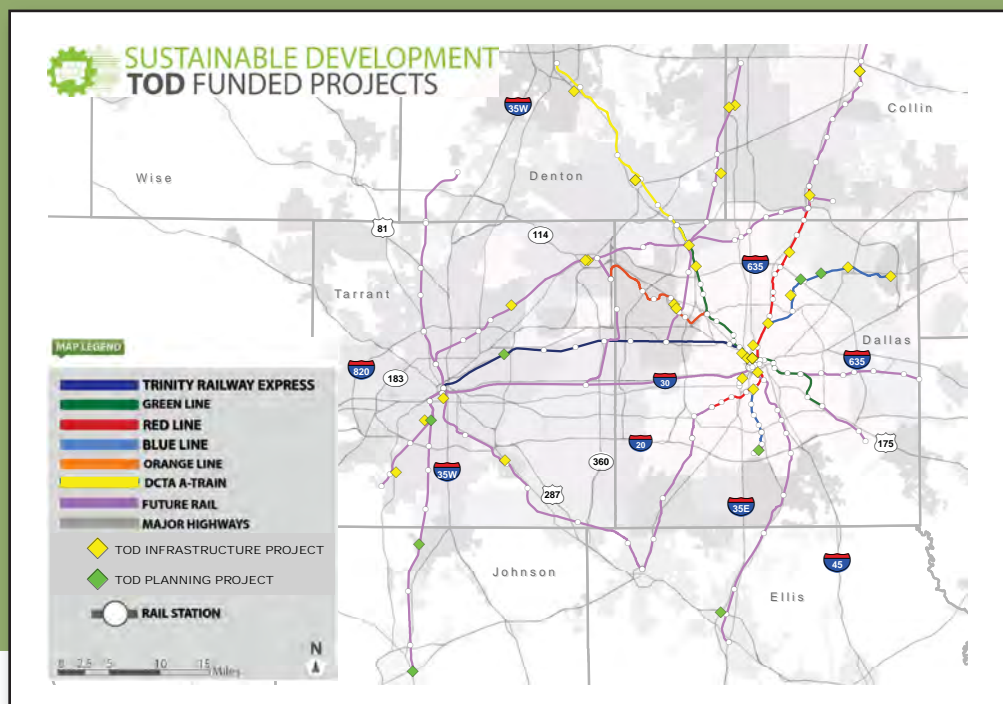 SUSTAINABLE DEVELOPMENT
TOD FUNDED PROJECTS
35W
Collin
Wise
Denton
81
114
635
Tarrant
MAP LEGEND
Dallas
820
183
30
635
TRINITY RAILWAY EXPRESS
GREEN LINE
RED LINE
BLUE LINE
ORANGE LINE
DCTA A-TRAIN
FUTURE RAIL
MAJOR HIGHWAYS
20
175
360
35W
287
35E
TOD INFRASTRUCTURE PROJECT
TOD PLANNING PROJECT
RAIL STATION
45
Johnson
Ellis
N
0 2.5 5 10 15 Miles